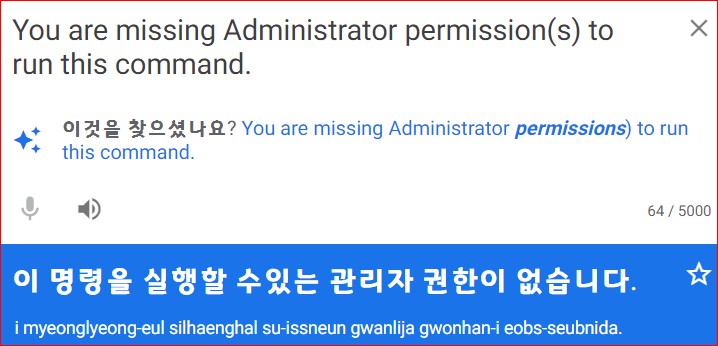 You are missing Administrator permission(s) to
run this command.
이것을 찾으셨나요? You are missing Administrator permissions) to run
this command.
64 / 5000
이 명령을 실행할 수있는 관리자 권한이 없습니다.
i myeonglyeong-eul silhaenghal su-issneun gwanlija gwonhan-i eobs-seubnida.